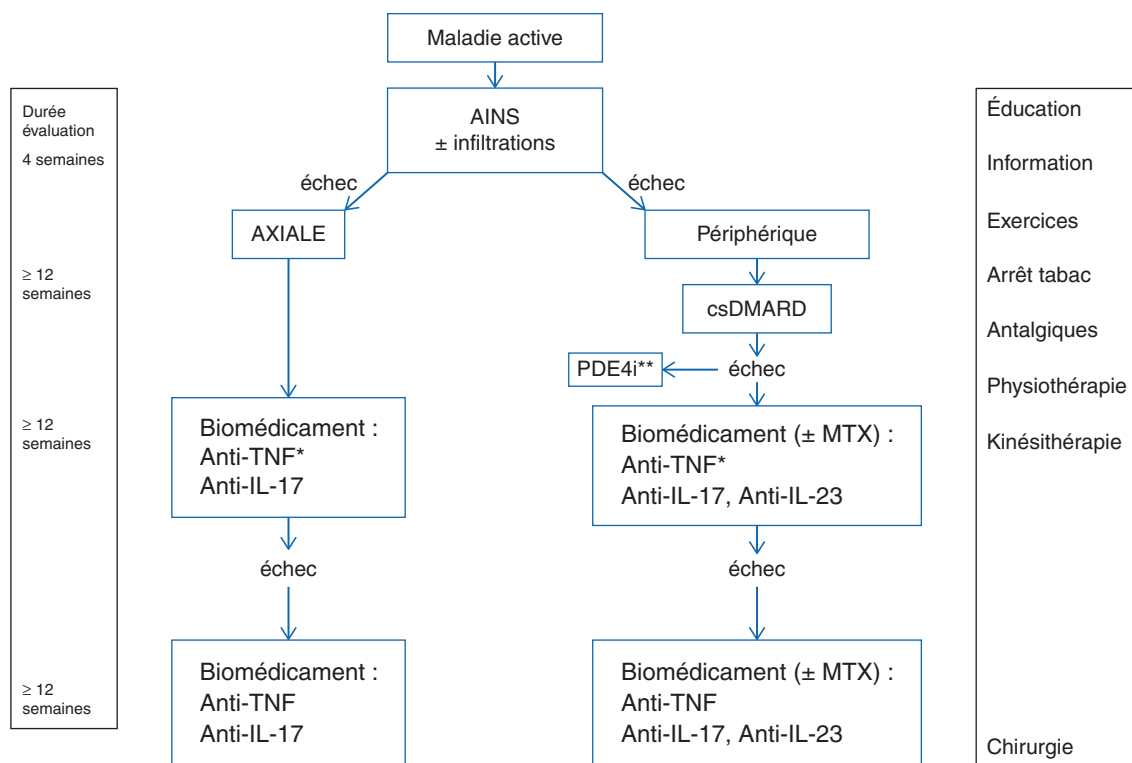 Maladie active
Durée
évaluation
4 semaines
≥ 12
semaines
≥ 12
semaines
≥ 12
semaines
AINS
± infiltrations
échec
échec
AXIALE
Périphérique
csDMARD
PDE4i**
échec
Biomédicament :
Anti-TNF*
Anti-IL-17
Biomédicament (± MTX) :
Anti-TNF*
Anti-IL-17, Anti-IL-23
échec
échec
Biomédicament :
Anti-TNF
Anti-IL-17
Biomédicament (± MTX) :
Anti-TNF
Anti-IL-17, Anti-IL-23
Éducation
Information
Exercices
Arrêt tabac
Antalgiques
Physiothérapie
Kinésithérapie
Chirurgie